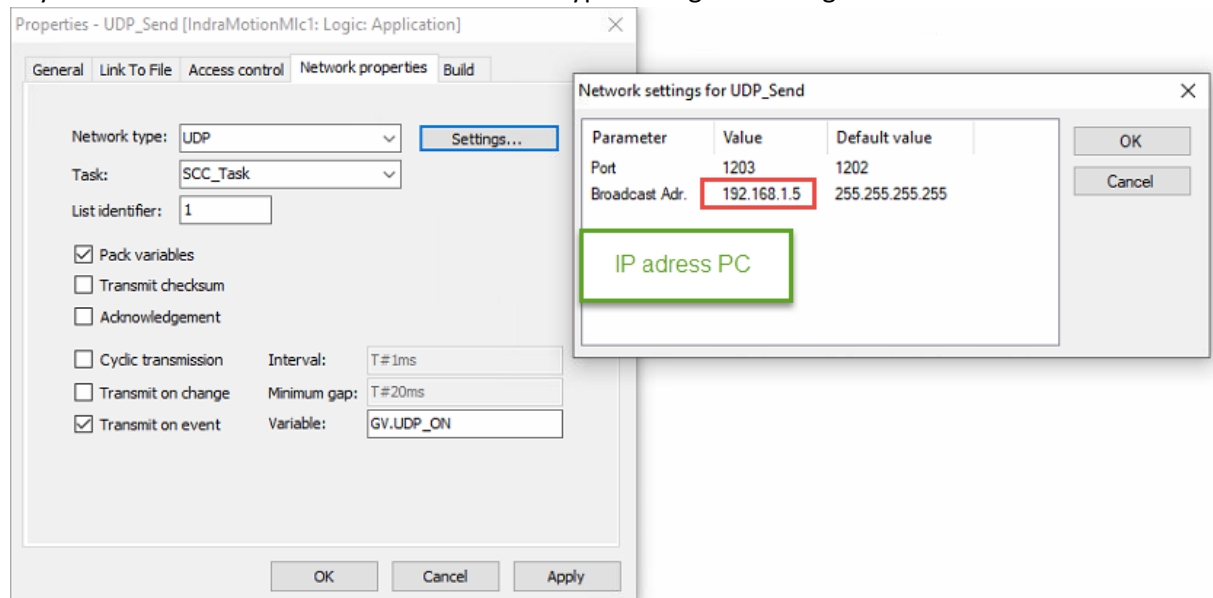 Properties - UDP_Send [IndraMotionMlc1: Logic: Application]
General Link To File Access control Network properties Build
Network type: UDP Settings...
Task: SCC_Task
List identifier: 1
Pack variables
Transmit checksum
Acknowledgement
Cyclic transmission Interval: T#1ms
Transmit on change Minimum gap: T#20ms
Transmit on event Variable: GV.UDP_ON
OK Cancel Apply
Network settings for UDP_Send
Parameter Value Default value
Port 1203 1202
Broadcast Adr. 192.168.1.5 255.255.255.255
OK
Cancel
IP adress PC